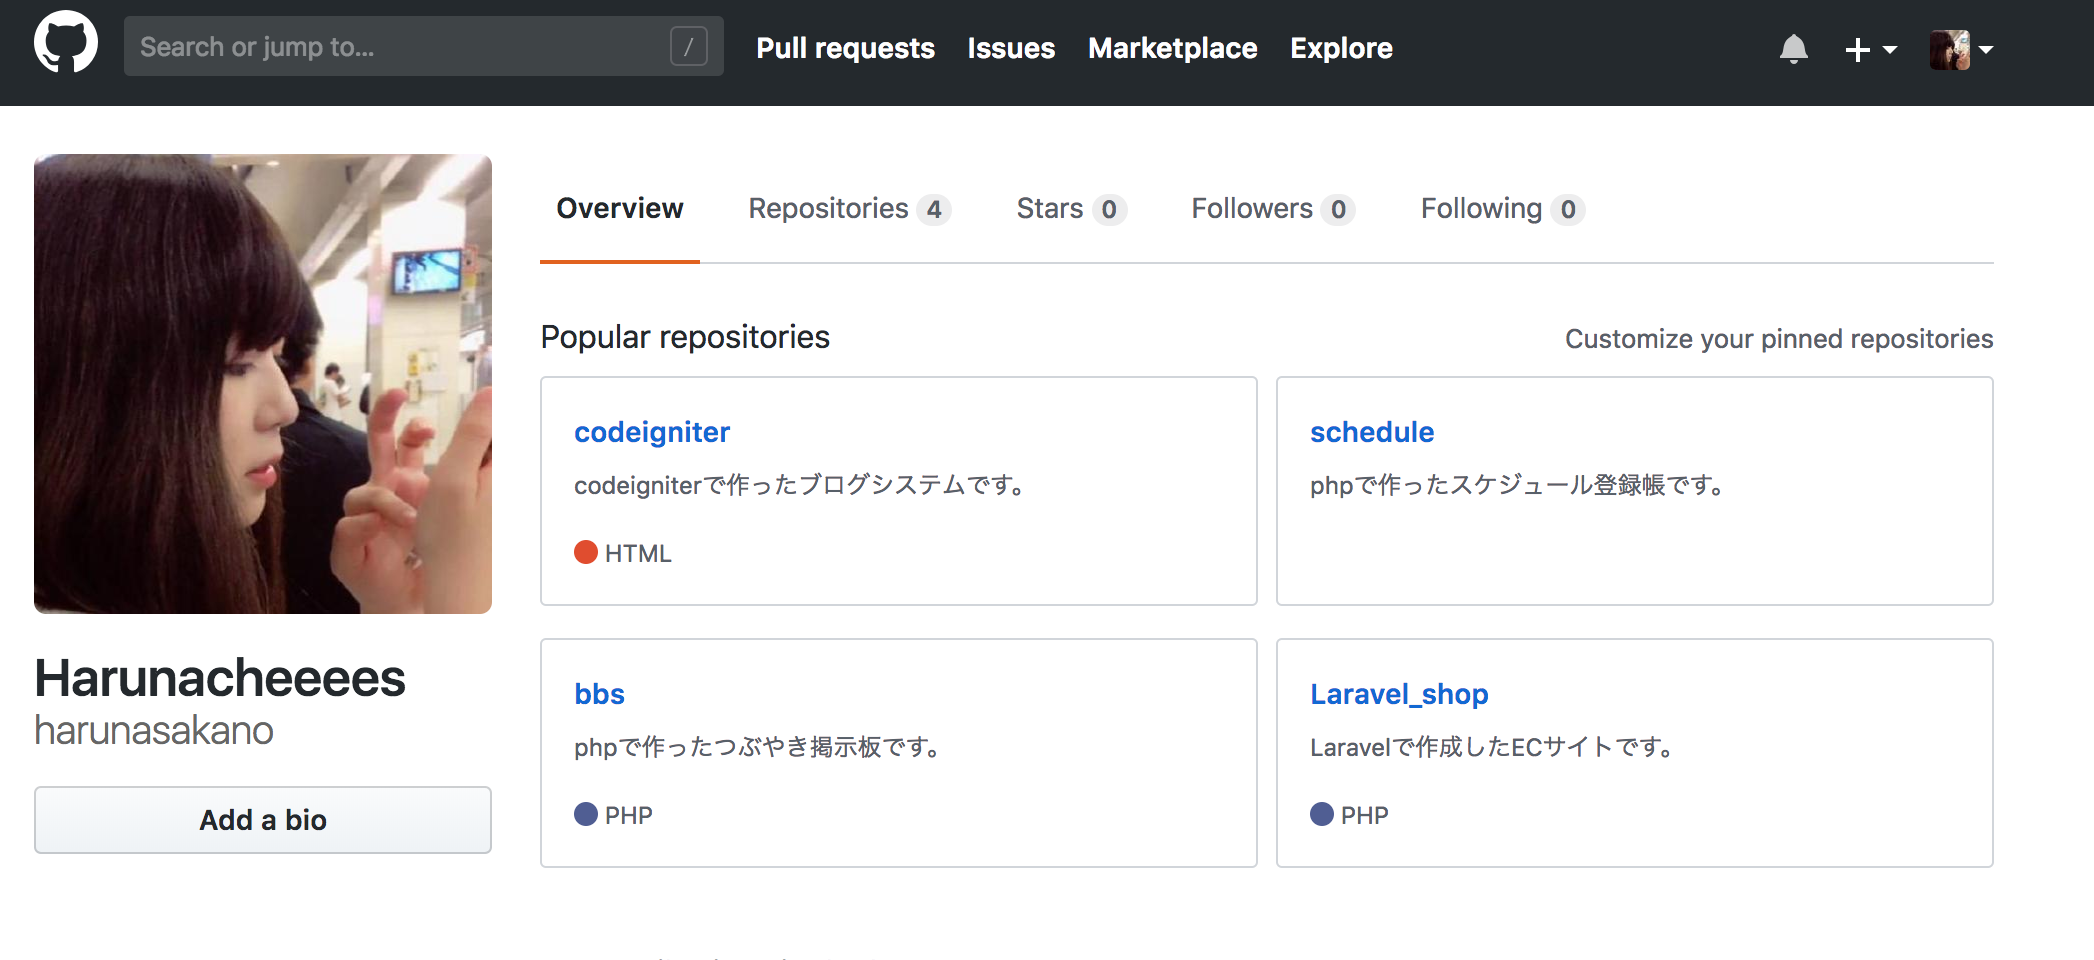 Search or jump to...
/
Pull requests
Issues
Marketplace
Explore
Overview
Repositories 4
Stars 0
Followers 0
Following 0
Popular repositories
Customize your pinned repositories
codeigniter
codeigniterで作ったブログシステムです。
HTML
schedule
phpで作ったスケジュール登録帳です。
bbs
phpで作ったつぶやき掲示板です。
PHP
Laravel_shop
Laravelで作成したECサイトです。
PHP
Harunacheeees
harunasakano
Add a bio